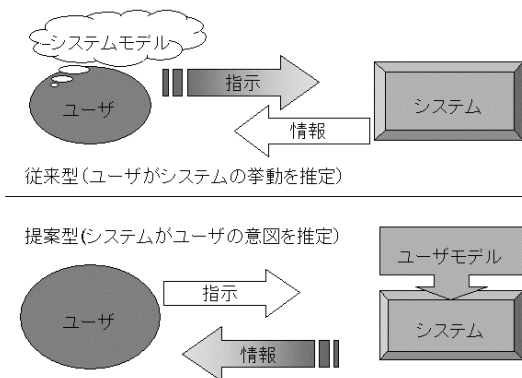 システムモデル
ユーザ
指示
システム
情報
従来型(ユーザがシステムの挙動を推定)
提案型(システムがユーザの意図を推定)
ユーザモデル
指示
ユーザ
システム
情報